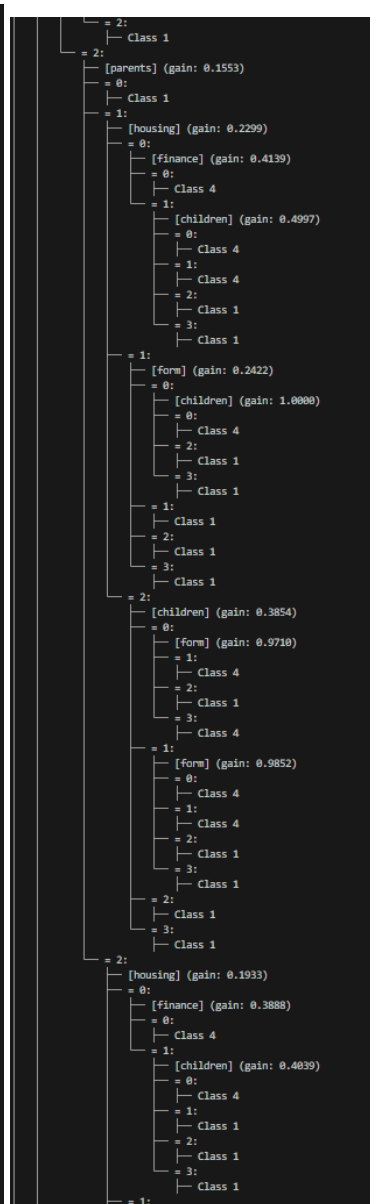 = 2:
Class 1
= 2:
[parents] (gain: 0.1553)
= 0:
Class 1
= 1:
[housing] (gain: 0.2299)
= 0:
[finance] (gain: 0.4139)
= 0:
Class 4
= 1:
[children] (gain: 0.4997)
= 0:
Class 4
= 1:
Class 4
= 2:
Class 1
= 3:
Class 1
= 1:
[form] (gain: 0.2422)
= 0:
[children] (gain: 1.0000)
= 0:
Class 4
= 2:
Class 1
= 3:
Class 1
= 1:
Class 1
= 2:
Class 1
= 3:
Class 1
= 2:
[children] (gain: 0.3854)
= 0:
[form] (gain: 0.9710)
= 1:
Class 4
= 2:
Class 1
= 3:
Class 4
= 1:
[form] (gain: 0.9852)
= 0:
Class 4
= 1:
Class 4
= 2:
Class 1
= 3:
Class 1
= 2:
Class 1
= 3:
Class 1
= 2:
[housing] (gain: 0.1933)
= 0:
[finance] (gain: 0.3888)
= 0:
Class 4
= 1:
[children] (gain: 0.4039)
= 0:
Class 4
= 1:
Class 1
= 2:
Class 1
= 3:
Class 1
= 1: